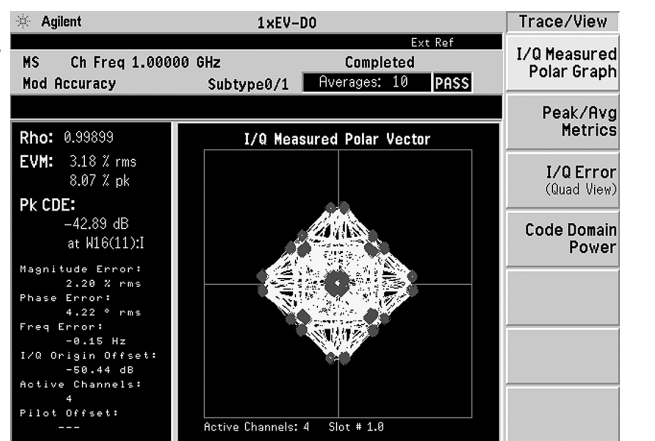 Agilent 1xEV-DO Trace/View
Ext Ref
MS Ch Freq 1.00000 GHz Completed
Mod Accuracy Subtype0/1 Averages: 10 PASS
I/Q Measured
Polar Graph
Peak/Avg
Metrics
I/Q Error
(Quad View)
Code Domain
Power
Rho: 0.99899
EVM: 3.18 % rms
8.07 % pk
Pk CDE:
-42.89 dB
at W16(11):I
Magnitude Error:
2.20 % rms
Phase Error:
4.22 ° rms
Freq Error:
-0.15 Hz
I/Q Origin Offset:
-50.44 dB
Active Channels:
4
Pilot Offset:
---
I/Q Measured Polar Vector
Active Channels: 4 Slot # 1.0